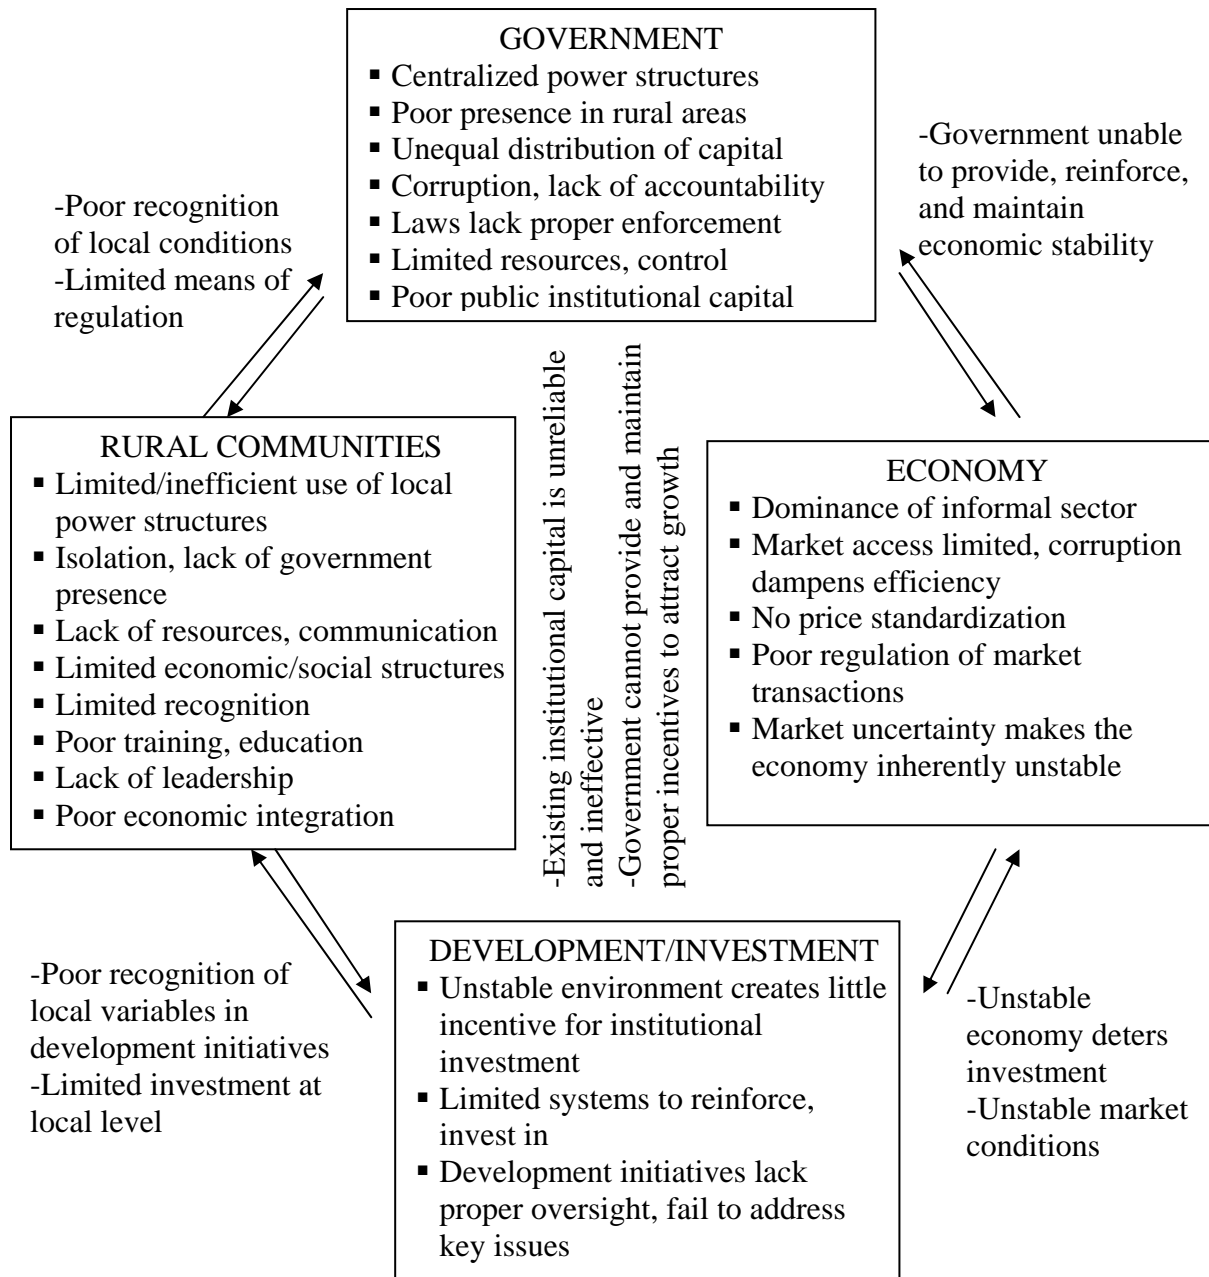 GOVERNMENT
▪ Centralized power structures
▪ Poor presence in rural areas
▪ Unequal distribution of capital
▪ Corruption, lack of accountability
▪ Laws lack proper enforcement
▪ Limited resources, control
▪ Poor public institutional capital
-Poor recognition
of local conditions
-Limited means of
regulation
-Government unable
to provide, reinforce,
and maintain
economic stability
RURAL COMMUNITIES
▪ Limited/inefficient use of local
power structures
▪ Isolation, lack of government
presence
▪ Lack of resources, communication
▪ Limited economic/social structures
▪ Limited recognition
▪ Poor training, education
▪ Lack of leadership
▪ Poor economic integration
-Existing institutional capital is unreliable
and ineffective
-Government cannot provide and maintain
proper incentives to attract growth
ECONOMY
▪ Dominance of informal sector
▪ Market access limited, corruption
dampens efficiency
▪ No price standardization
▪ Poor regulation of market
transactions
▪ Market uncertainty makes the
economy inherently unstable
-Poor recognition of
local variables in
development initiatives
-Limited investment at
local level
DEVELOPMENT/INVESTMENT
▪ Unstable environment creates little
incentive for institutional
investment
▪ Limited systems to reinforce,
invest in
▪ Development initiatives lack
proper oversight, fail to address
key issues
-Unstable
economy deters
investment
-Unstable market
conditions